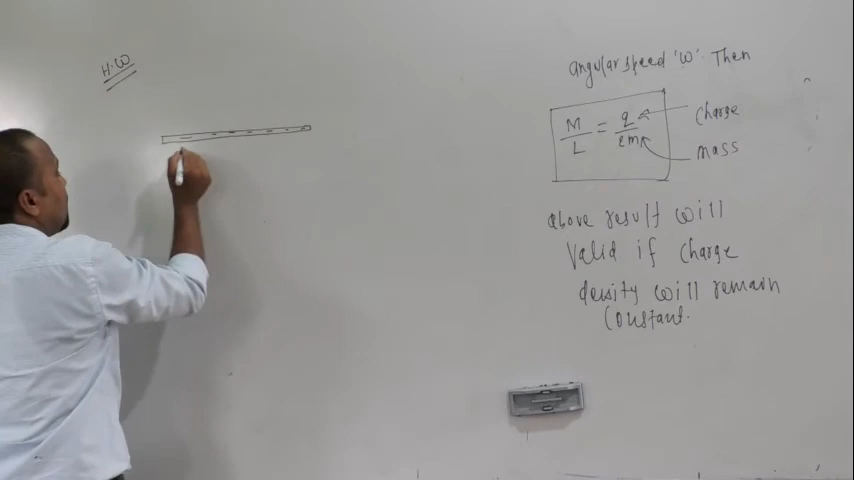 H.W
angular speed 'ω'. Then
M/L = q/2m
charge
mass
above result will
valid if charge
density will remain
constant.